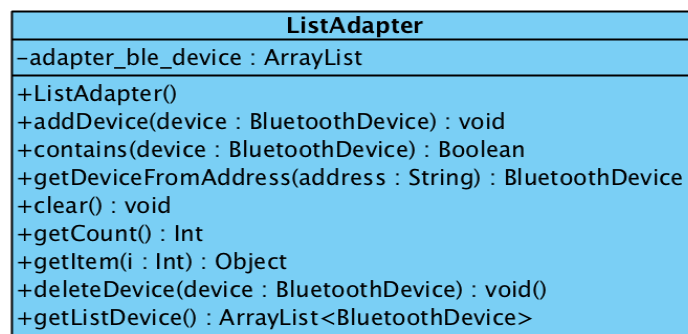 ListAdapter
-adapter_ble_device : ArrayList
+ListAdapter()
+addDevice(device : BluetoothDevice) : void
+contains(device : BluetoothDevice) : Boolean
+getDeviceFromAddress(address : String) : BluetoothDevice
+clear() : void
+getCount() : Int
+getItem(i : Int) : Object
+deleteDevice(device : BluetoothDevice) : void()
+getListDevice() : ArrayList<BluetoothDevice>